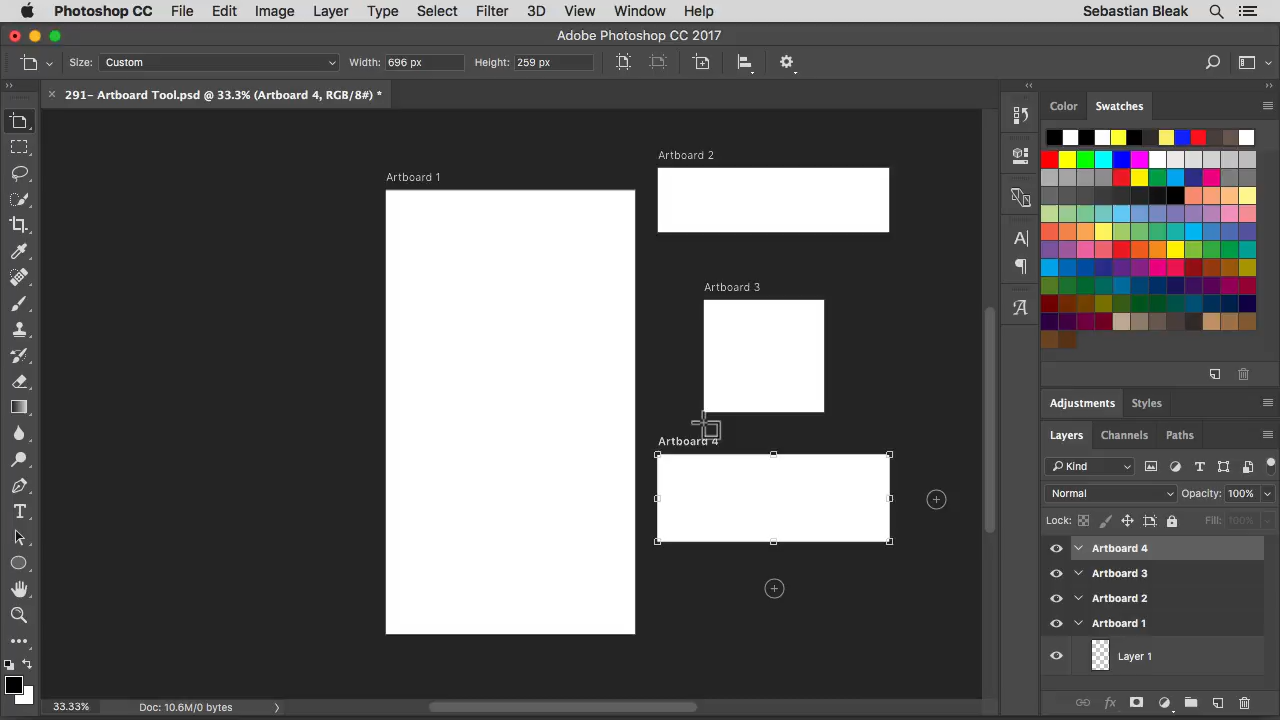 Photoshop CC File Edit Image Layer Type Select Filter 3D View Window Help Sebastian Bleak
Adobe Photoshop CC 2017
Size: Custom Width: 696 px Height: 259 px
291- Artboard Tool.psd @ 33.3% (Artboard 4, RGB/8#) *
Color Swatches
Artboard 1
Artboard 2
Artboard 3
Artboard 4
Adjustments Styles
Layers Channels Paths
Kind
Normal Opacity: 100%
Lock: Fill: 100%
Artboard 4
Artboard 3
Artboard 2
Artboard 1
Layer 1
33.33% Doc: 10.6M/0 bytes